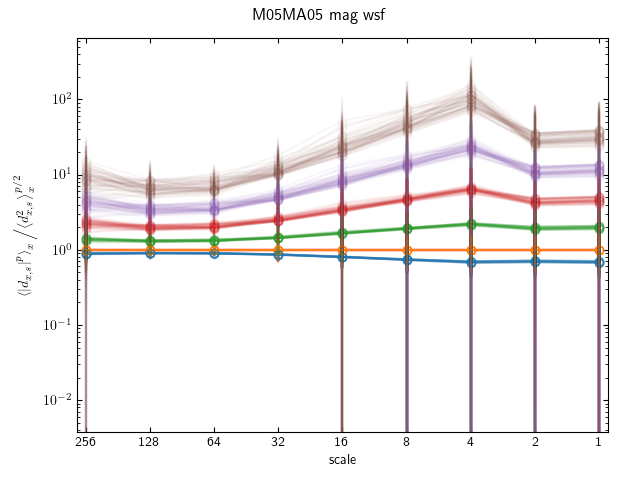 M05MA05 mag wsf
⟨|d_{x,s}|^p⟩_x / ⟨d^2_{x,s}⟩_x^{p/2}
10^2
10^1
10^0
10^{-1}
10^{-2}
256 128 64 32 16 8 4 2 1
scale